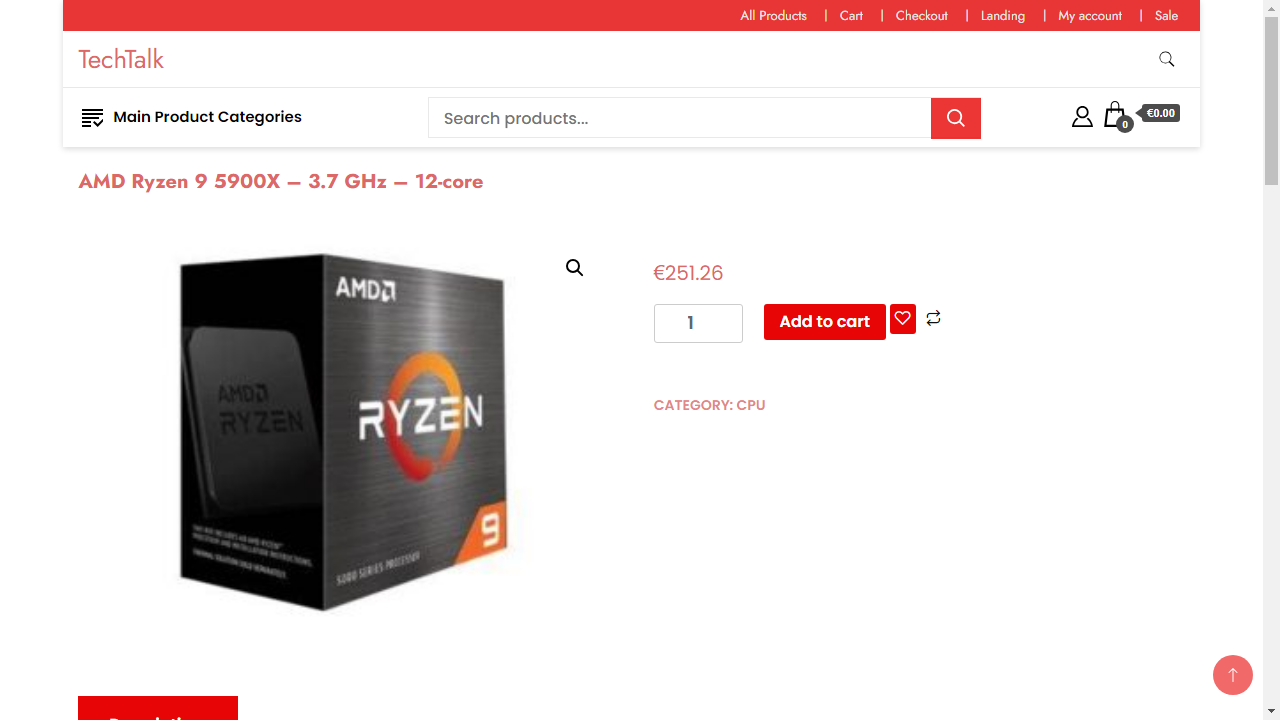 All Products | Cart | Checkout | Landing | My account | Sale
TechTalk
Main Product Categories
Search products...
€0.00
0
AMD Ryzen 9 5900X – 3.7 GHz – 12-core
AMD
AMD
RYZEN
RYZEN
9
5000 SERIES PROCESSOR
€251.26
1
Add to cart
CATEGORY: CPU